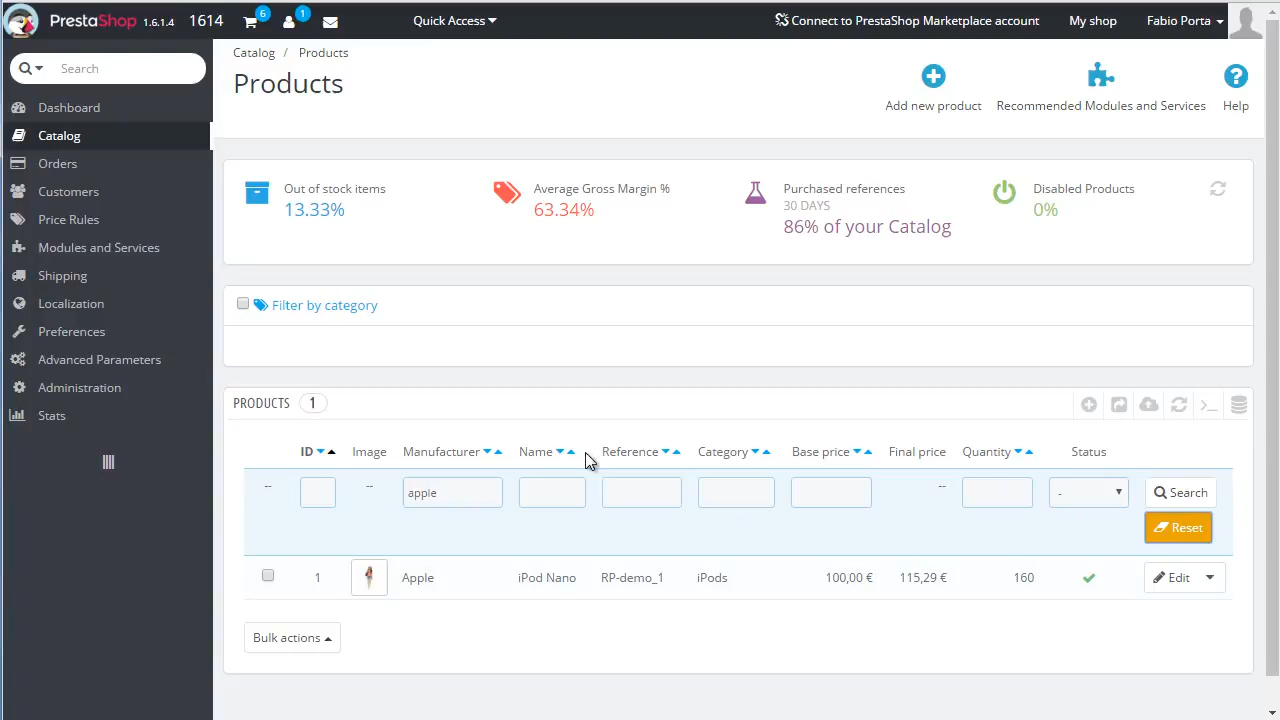 PrestaShop 1.6.1.4 1614 6 1 Quick Access Connect to PrestaShop Marketplace account My shop Fabio Porta
Search
Dashboard
Catalog
Orders
Customers
Price Rules
Modules and Services
Shipping
Localization
Preferences
Advanced Parameters
Administration
Stats
Catalog / Products
Products
Add new product
Recommended Modules and Services
Help
Out of stock items
13.33%
Average Gross Margin %
63.34%
Purchased references
30 DAYS
86% of your Catalog
Disabled Products
0%
Filter by category
PRODUCTS 1
ID Image Manufacturer Name Reference Category Base price Final price Quantity Status
-- -- apple -- - Search
Reset
1 Apple iPod Nano RP-demo_1 iPods 100,00 € 115,29 € 160 Edit
Bulk actions